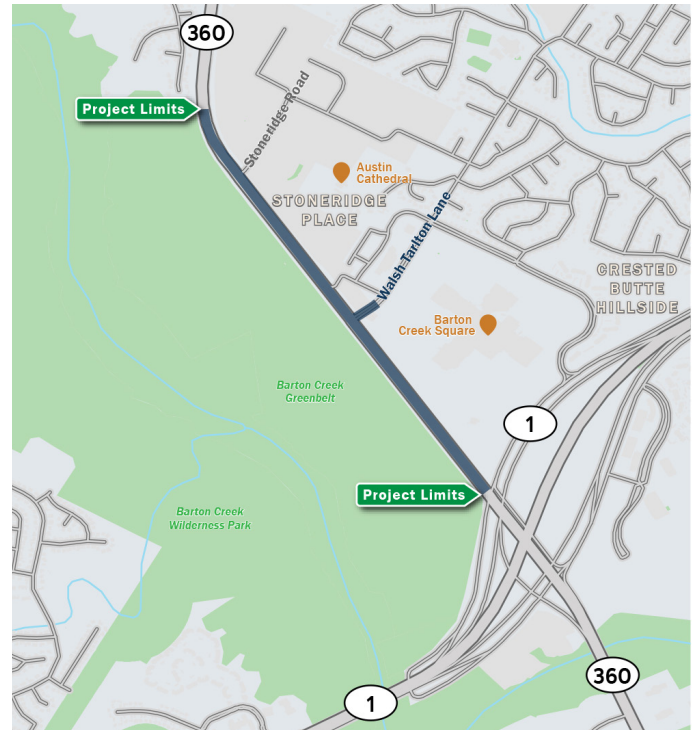 360
Project Limits
Stoneridge Road
Austin
Cathedral
STONERIDGE
PLACE
Walsh Tarlton Lane
CRESTED
BUTTE
HILLSIDE
Barton
Creek Square
Barton Creek
Greenbelt
1
Project Limits
Barton Creek
Wilderness Park
360
1